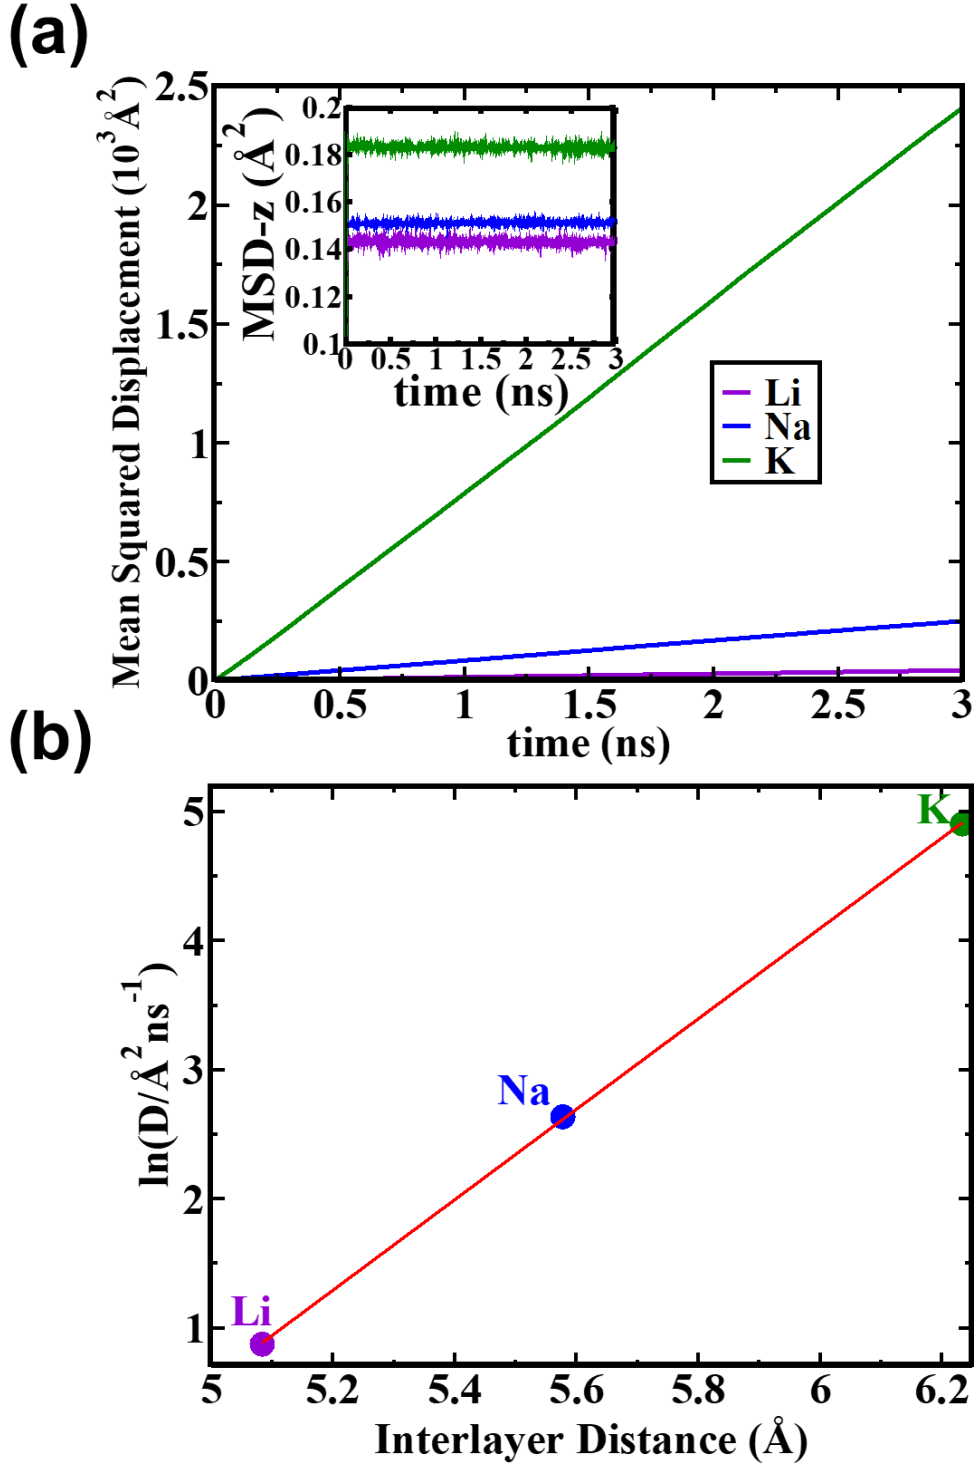 (a)
Mean Squared Displacement (10³Å²)
2.5
2
1.5
1
0.5
0
0 0.5 1 1.5 2 2.5 3
time (ns)
MSD-z (Å²)
0.2
0.18
0.16
0.14
0.12
0.1
0 0.5 1 1.5 2 2.5 3
time (ns)
Li
Na
K
(b)
ln(D/Å² ns⁻¹)
5
4
3
2
1
K
Na
Li
5 5.2 5.4 5.6 5.8 6 6.2
Interlayer Distance (Å)